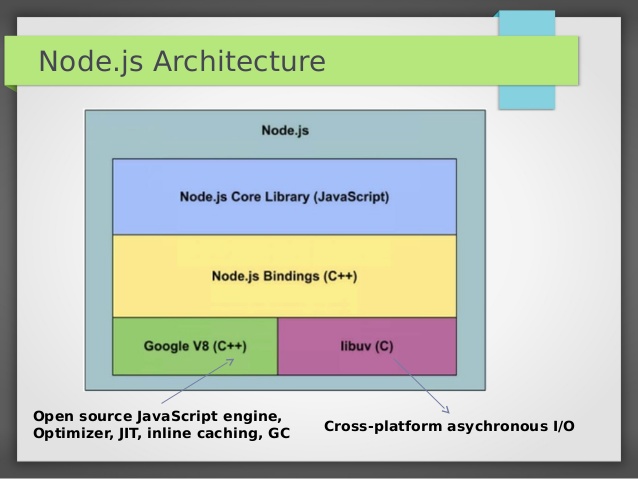 Node.js Architecture
Node.js
Node.js Core Library (JavaScript)
Node.js Bindings (C++)
Google V8 (C++)
libuv (C)
Open source JavaScript engine,
Optimizer, JIT, inline caching, GC
Cross-platform asychronous I/O